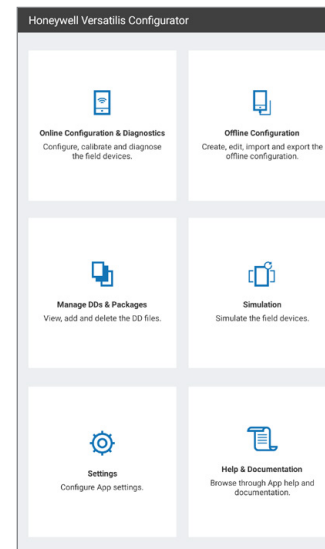 Honeywell Versatilis Configurator
Online Configuration & Diagnostics
Configure, calibrate and diagnose
the field devices.
Offline Configuration
Create, edit, import and export the
offline configuration.
Manage DDs & Packages
View, add and delete the DD files.
Simulation
Simulate the field devices.
Settings
Configure App settings.
Help & Documentation
Browse through App help and
documentation.